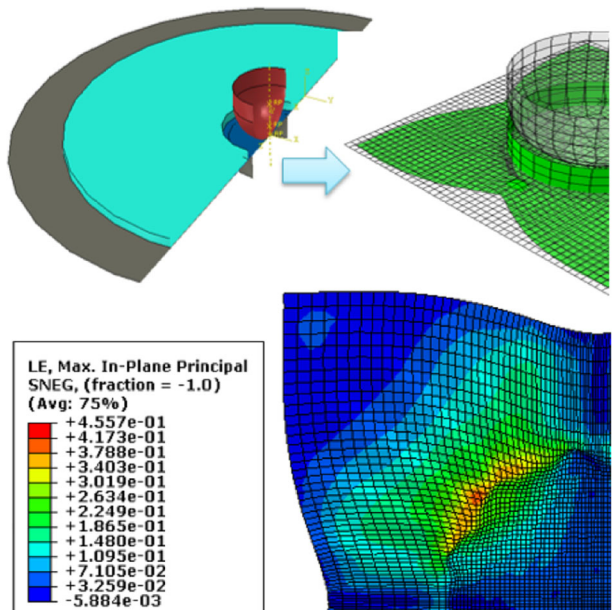 LE, Max. In-Plane Principal
SNEG, (fraction = -1.0)
(Avg: 75%)
+4.557e-01
+4.173e-01
+3.788e-01
+3.403e-01
+3.019e-01
+2.634e-01
+2.249e-01
+1.865e-01
+1.480e-01
+1.095e-01
+7.105e-02
+3.259e-02
-5.884e-03